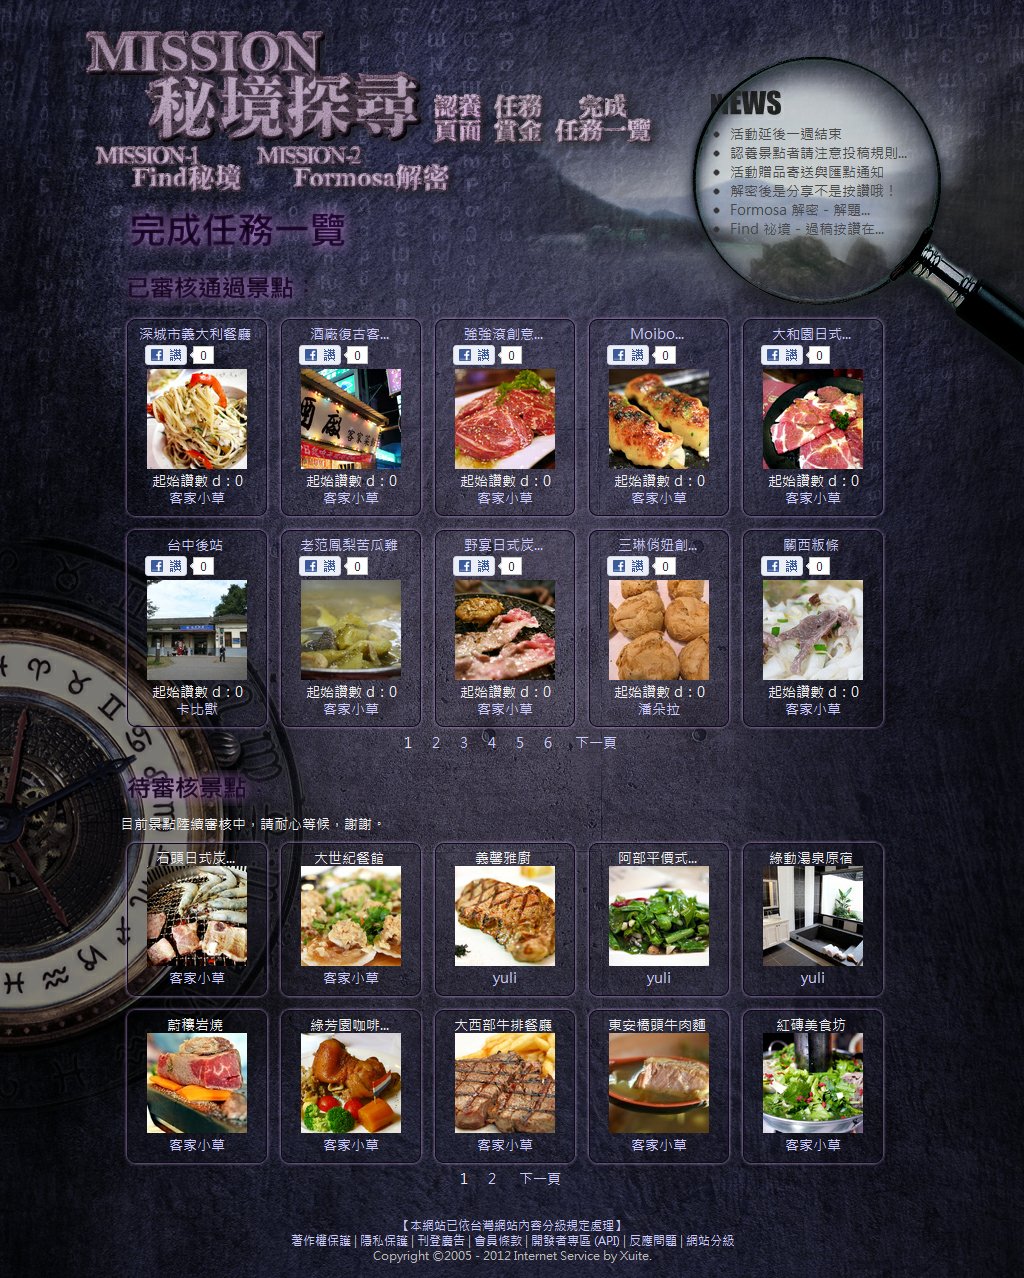 MISSION
秘境探尋
認養頁面
任務賞金
完成任務一覽
MISSION-1
Find秘境
MISSION-2
Formosa解密
NEWS
活動延後一週結束
認養景點者請注意投稿規則...
活動贈品寄送與匯點通知
解密後是分享不是按讚哦！
Formosa 解密 - 解題...
Find 祕境 - 過稿按讚在...
完成任務一覽
已審核通過景點：
深城市義大利餐廳
讚 0
起始讚數 d : 0
客家小草
酒廠復古客...
讚 0
起始讚數 d : 0
客家小草
強強滾創意...
讚 0
起始讚數 d : 0
客家小草
Moibo...
讚 0
起始讚數 d : 0
客家小草
大和園日式...
讚 0
起始讚數 d : 0
客家小草
台中後站
讚 0
起始讚數 d : 0
卡比獸
老范鳳梨苦瓜雞
讚 0
起始讚數 d : 0
客家小草
野宴日式炭...
讚 0
起始讚數 d : 0
客家小草
三琳俏妞創...
讚 0
起始讚數 d : 0
潘朵拉
關西粄條
讚 0
起始讚數 d : 0
客家小草
1 2 3 4 5 6 下一頁
待審核景點
目前景點陸續審核中，請耐心等候，謝謝。
石頭日式炭...
客家小草
大世紀餐館
客家小草
義馨雅廚
yuli
阿部平價式...
yuli
綠動湯泉原宿
yuli
蔚穰岩燒
客家小草
綠芳園咖啡...
客家小草
大西部牛排餐廳
客家小草
東安橋頭牛肉麵
客家小草
紅磚美食坊
客家小草
1 2 下一頁
【本網站已依台灣網站內容分級規定處理】
著作權保護 | 隱私保護 | 刊登廣告 | 會員條款 | 開發者專區 (API) | 反應問題 | 網站分級
Copyright ©2005 - 2012 Internet Service by Xuite.